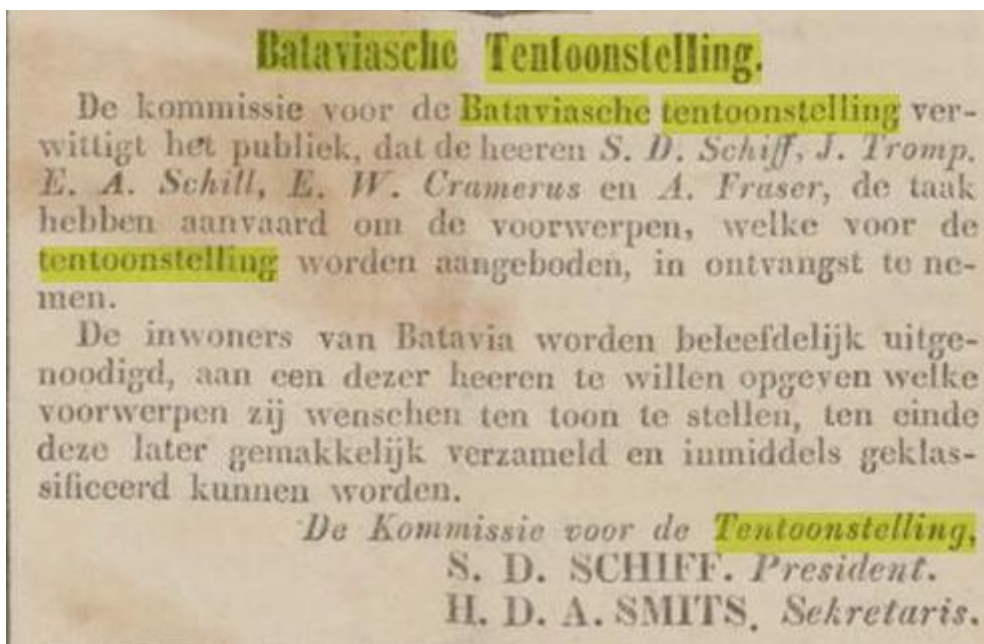 Bataviasche Tentoonstelling.
De kommissie voor de Bataviasche tentoonstelling ver-
wittigt het publiek, dat de heeren S. D. Schiff, J. Tromp,
E. A. Schill, E. W. Cramerus en A. Fraser, de taak
hebben aanvaard om de voorwerpen, welke voor de
tentoonstelling worden aangeboden, in ontvangst te ne-
men.
De inwoners van Batavia worden beleefdelijk uitge-
noodigd, aan een dezer heeren te willen opgeven welke
voorwerpen zij wenschen ten toon te stellen, ten einde
deze later gemakkelijk verzameld en inmiddels geklas-
sificeerd kunnen worden.
De Kommissie voor de Tentoonstelling,
S. D. SCHIFF. President.
H. D. A. SMITS. Sekretaris.